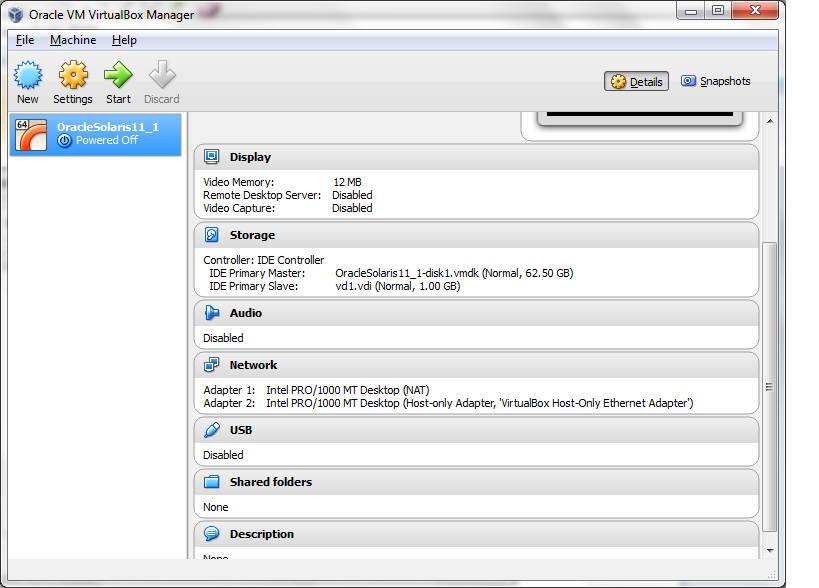 Oracle VM VirtualBox Manager
File Machine Help
New Settings Start Discard
Details Snapshots
64
OracleSolaris11_1
Powered Off
Display
Video Memory: 12 MB
Remote Desktop Server: Disabled
Video Capture: Disabled
Storage
Controller: IDE Controller
IDE Primary Master: OracleSolaris11_1-disk1.vmdk (Normal, 62.50 GB)
IDE Primary Slave: vd1.vdi (Normal, 1.00 GB)
Audio
Disabled
Network
Adapter 1: Intel PRO/1000 MT Desktop (NAT)
Adapter 2: Intel PRO/1000 MT Desktop (Host-only Adapter, 'VirtualBox Host-Only Ethernet Adapter')
USB
Disabled
Shared folders
None
Description
None